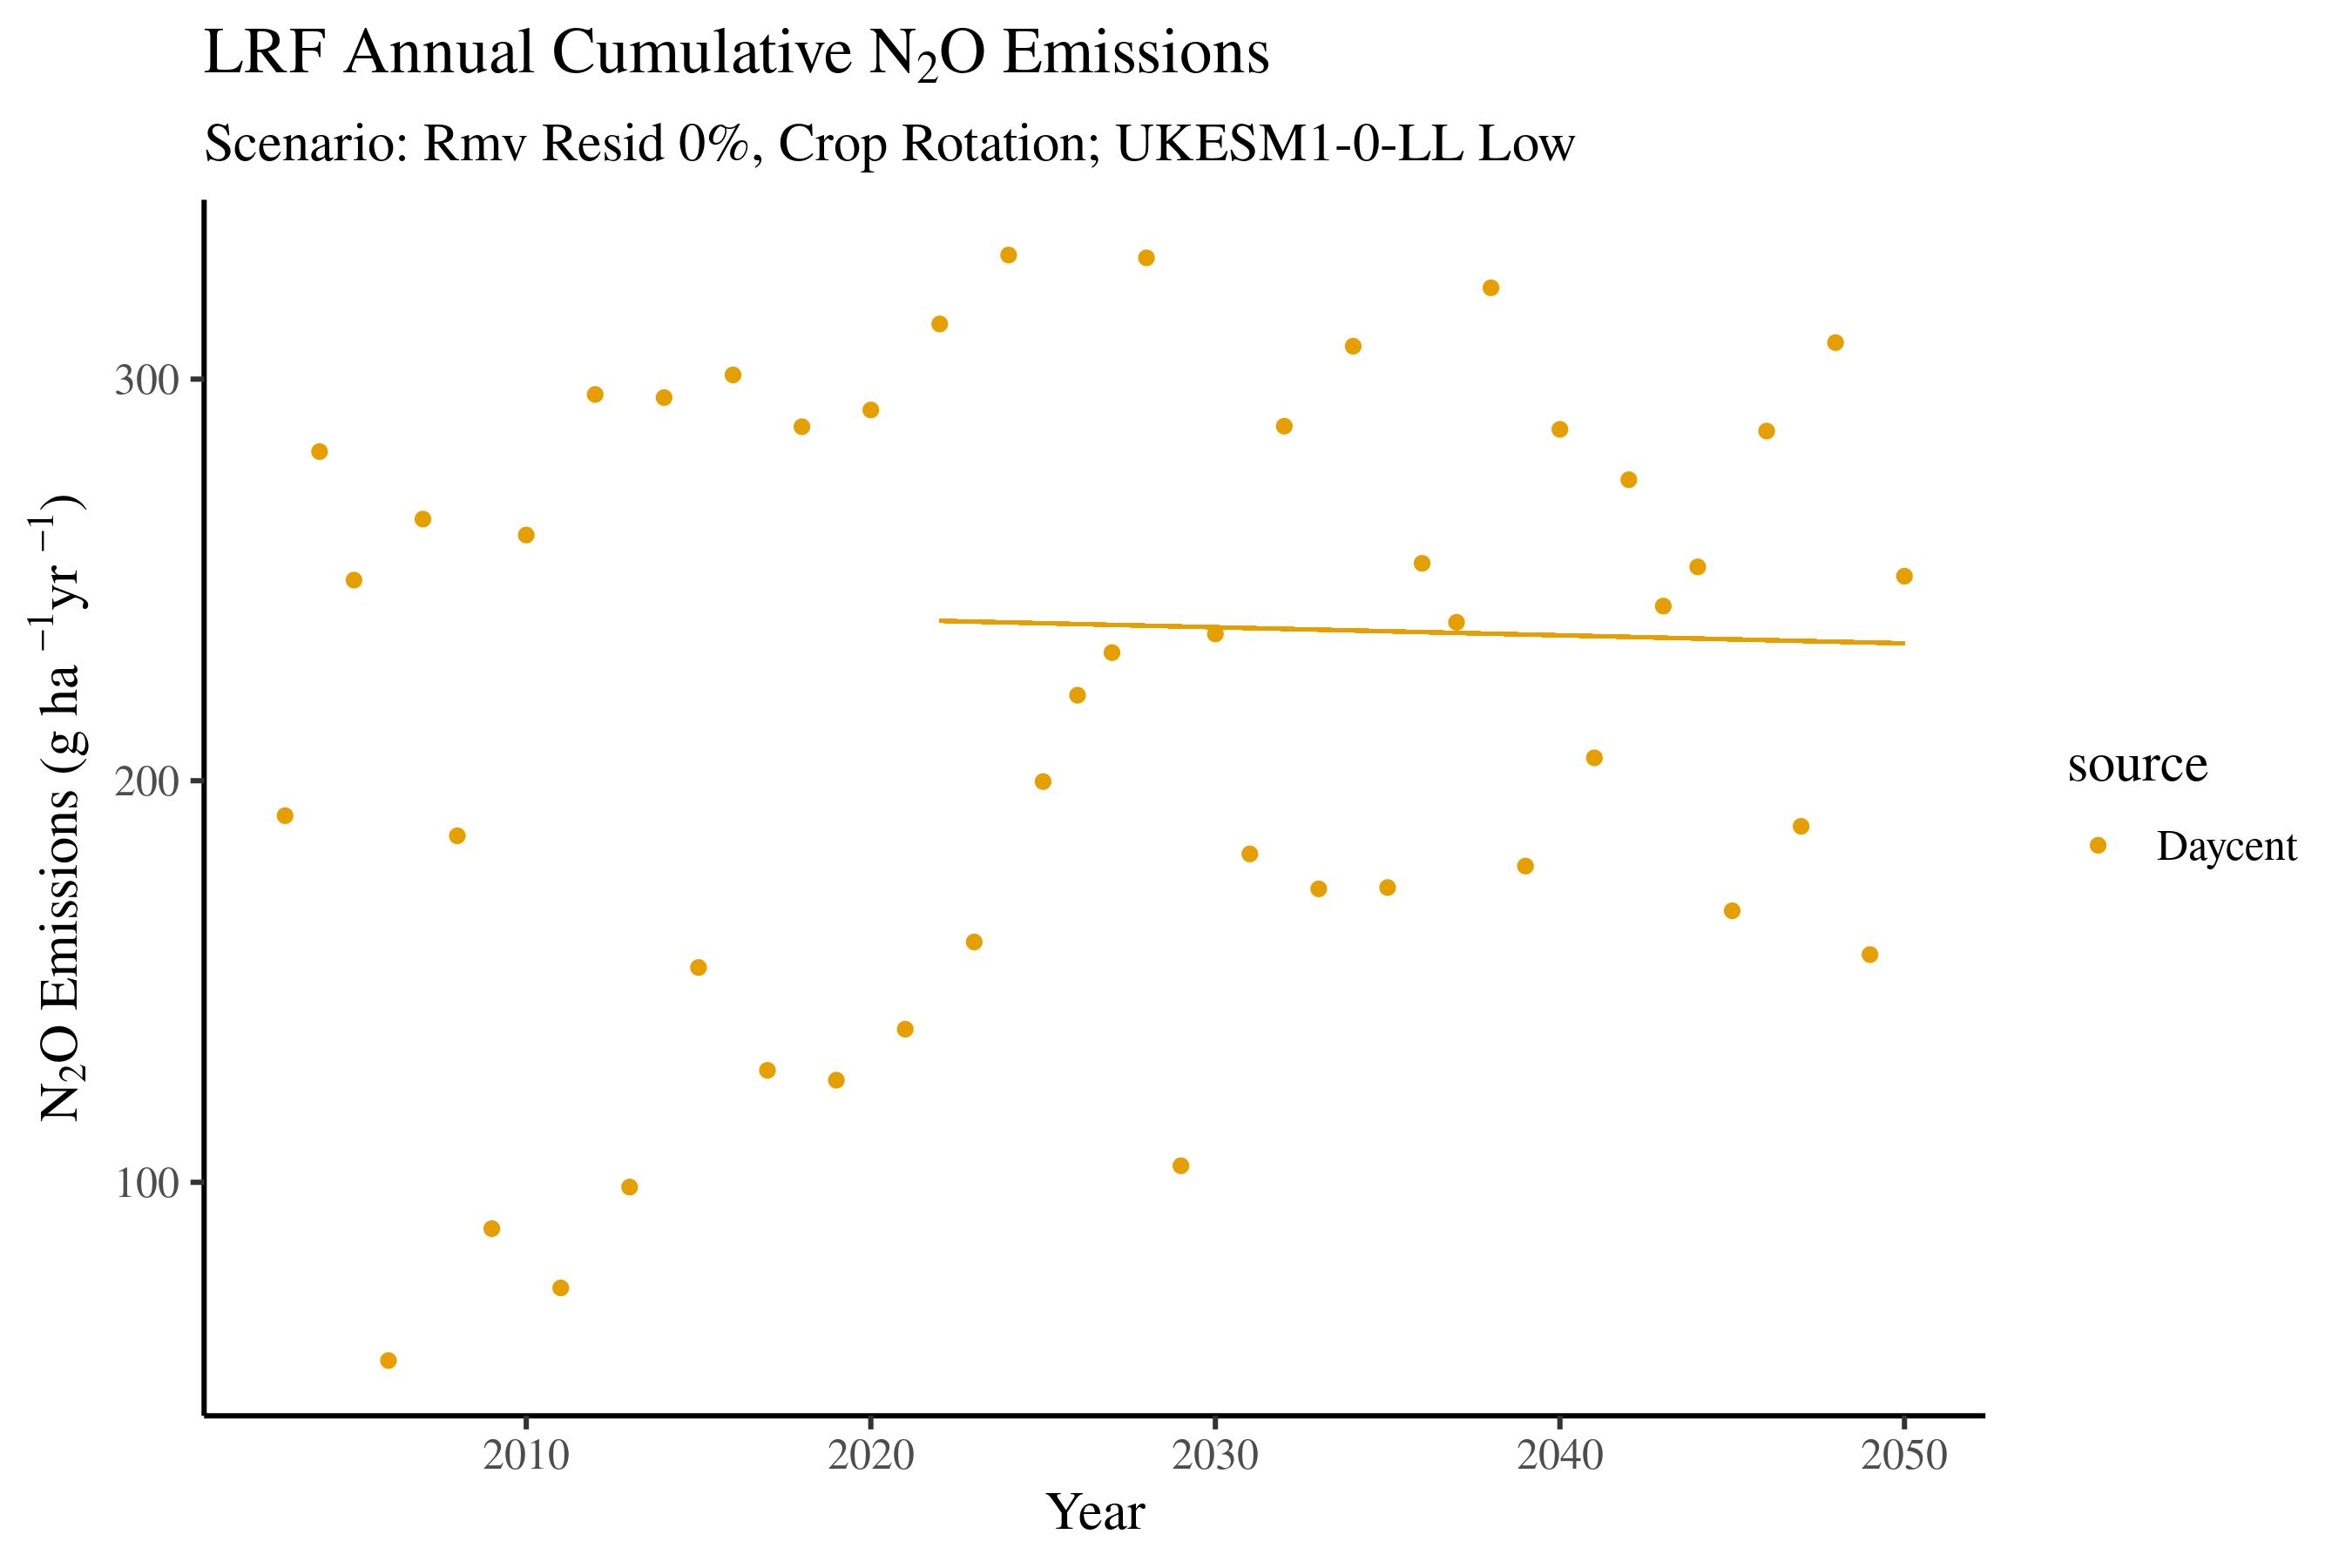 LRF Annual Cumulative N₂O Emissions
Scenario: Rmv Resid 0%, Crop Rotation; UKESM1-0-LL Low
N₂O Emissions (g ha⁻¹yr⁻¹)
300
200
100
2010 2020 2030 2040 2050
Year
source
Daycent